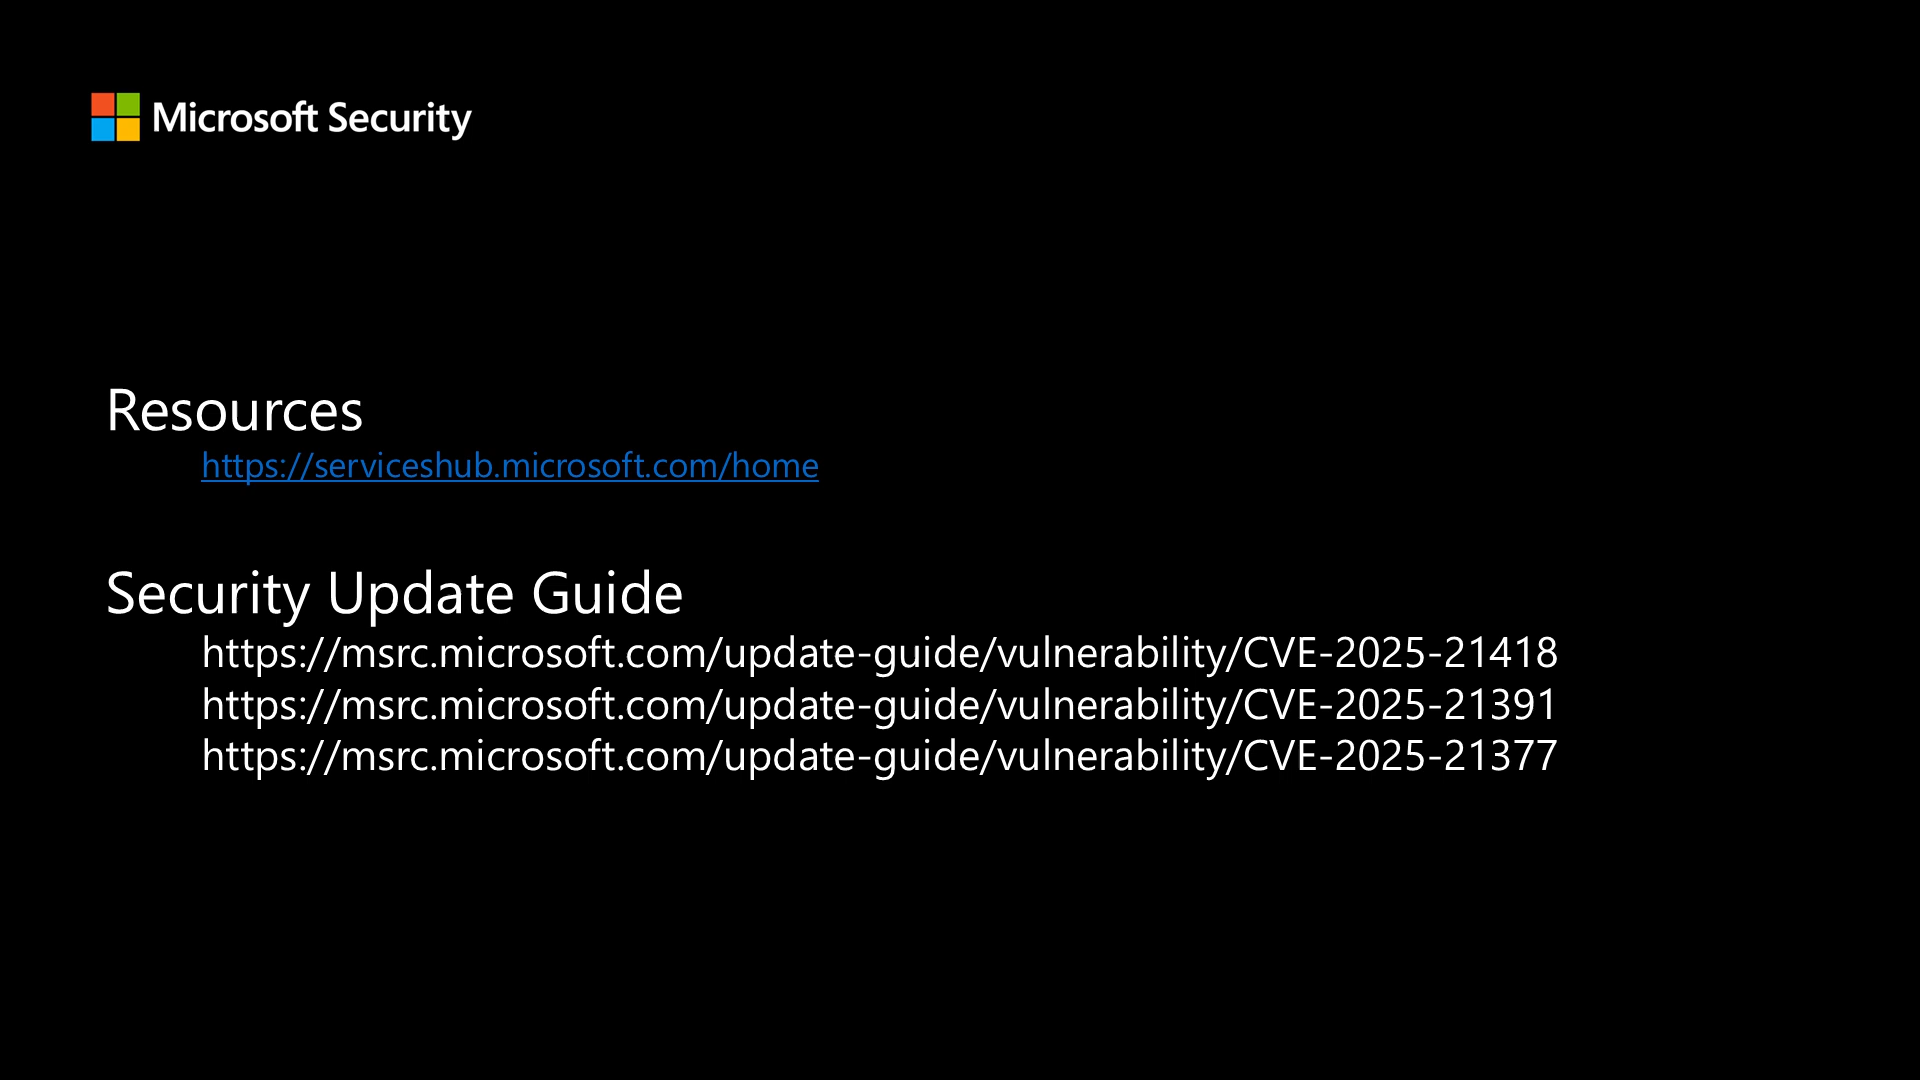 Microsoft Security
Resources
https://serviceshub.microsoft.com/home
Security Update Guide
https://msrc.microsoft.com/update-guide/vulnerability/CVE-2025-21418
https://msrc.microsoft.com/update-guide/vulnerability/CVE-2025-21391
https://msrc.microsoft.com/update-guide/vulnerability/CVE-2025-21377